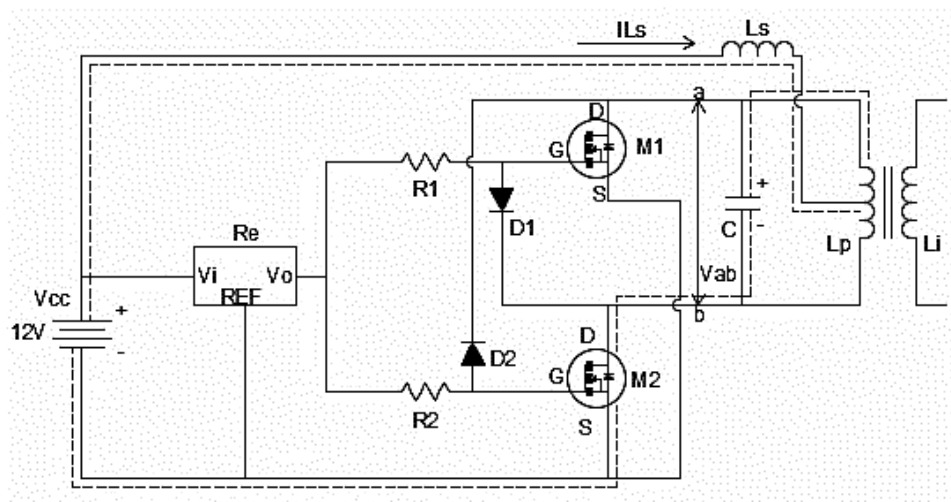 ILs
Ls
a
D
G
M1
S
R1
D1
+
-
C
Lp
Li
Re
Vi
Vo
REF
Vab
Vcc
+
12V
-
b
D
D2
G
M2
R2
S